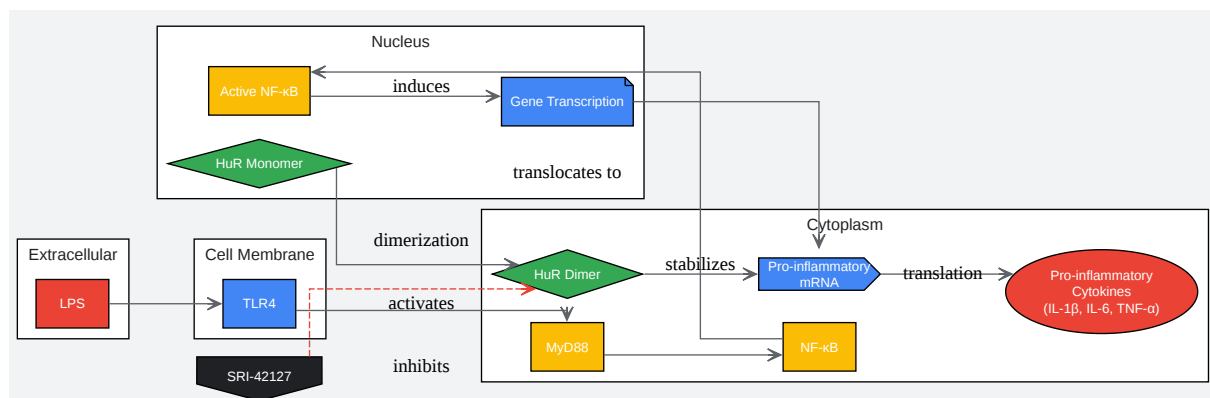 Nucleus
Active NF-κB
induces
Gene Transcription
HuR Monomer
translocates to
Cytoplasm
dimerization
Extracellular
Cell Membrane
HuR Dimer
stabilizes
Pro-inflammatory
mRNA
translation
Pro-inflammatory
Cytokines
(IL-1β, IL-6, TNF-α)
LPS
TLR4
activates
MyD88
NF-κB
inhibits
SRI-42127